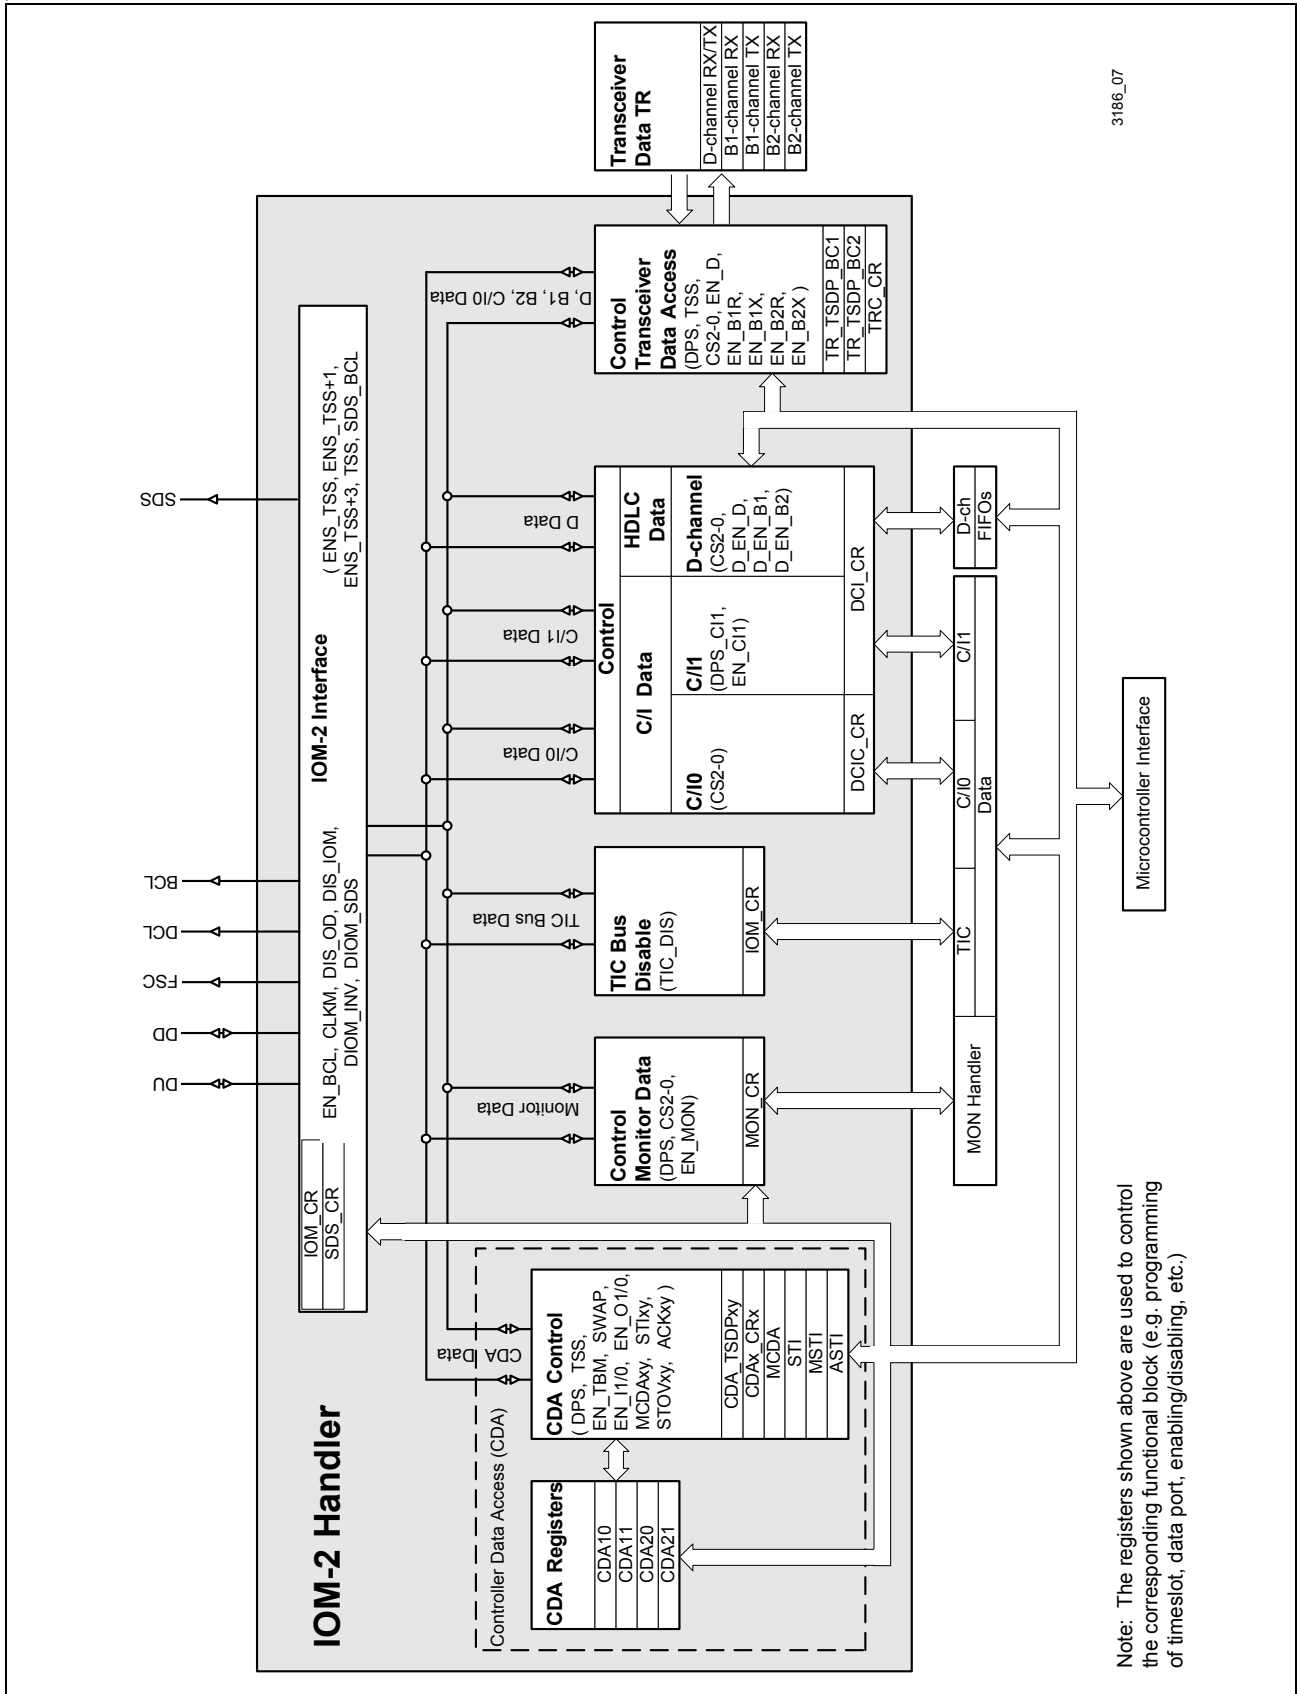 IOM-2 Handler
DU
DD
FSC
DCL
BCL
SDS
IOM_CR
SDS_CR
IOM-2 Interface
EN_BCL, CLKM, DIS_OD, DIS_IOM,
DIOM_INV, DIOM_SDS
( ENS_TSS, ENS_TSS+1,
ENS_TSS+3, TSS, SDS_BCL
Controller Data Access (CDA)
CDA Registers
CDA10
CDA11
CDA20
CDA21
CDA Data
CDA Control
( DPS, TSS,
EN_TBM, SWAP,
EN_I1/0, EN_O1/0,
MCDAxy, STIxy,
STOVxy, ACKxy )
CDA_TSDPxy
CDAx_CRx
MCDA
STI
MSTI
ASTI
Monitor Data
Control
Monitor Data
(DPS, CS2-0,
EN_MON)
MON_CR
TIC Bus Data
TIC Bus
Disable
(TIC_DIS)
IOM_CR
C/I0 Data
C/I1 Data
D Data
Control
C/I Data
HDLC
Data
C/I0
(CS2-0)
C/I1
(DPS_CI1,
EN_CI1)
D-channel
(CS2-0,
D_EN_D,
D_EN_B1,
D_EN_B2)
DCIC_CR
DCI_CR
D, B1, B2, C/I0 Data
Control
Transceiver
Data Access
(DPS, TSS,
CS2-0, EN_D,
EN_B1R,
EN_B1X,
EN_B2R,
EN_B2X )
TR_TSDP_BC1
TR_TSDP_BC2
TRC_CR
Transceiver
Data TR
D-channel RX/TX
B1-channel RX
B1-channel TX
B2-channel RX
B2-channel TX
MON Handler
TIC
C/I0
C/I1
Data
D-ch
FIFOs
Microcontroller Interface
Note: The registers shown above are used to control
the corresponding functional block (e.g. programming
of timeslot, data port, enabling/disabling, etc.)
3186_07